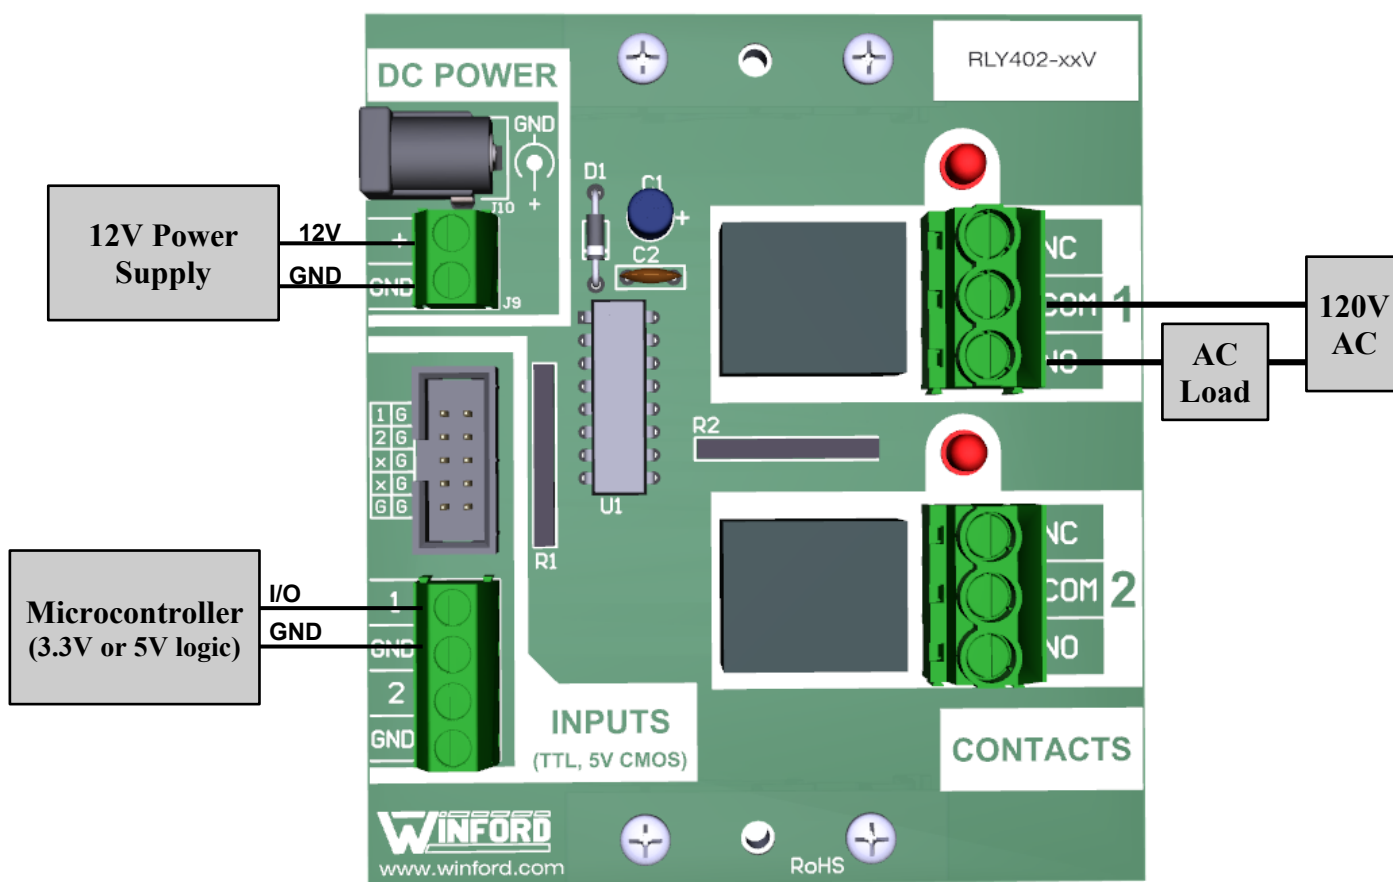 DC POWER
RLY402-xxV
GND
J10
+
D1
C1
+
C2
12V Power
Supply
12V
GND
+
GND
J9
NC
COM
NO
1
120V
AC
AC
Load
1 G
2 G
x G
x G
G G
R1
U1
R2
NC
COM
NO
2
Microcontroller
(3.3V or 5V logic)
I/O
GND
1
GND
2
GND
INPUTS
(TTL, 5V CMOS)
CONTACTS
WINFORD
www.winford.com
RoHS